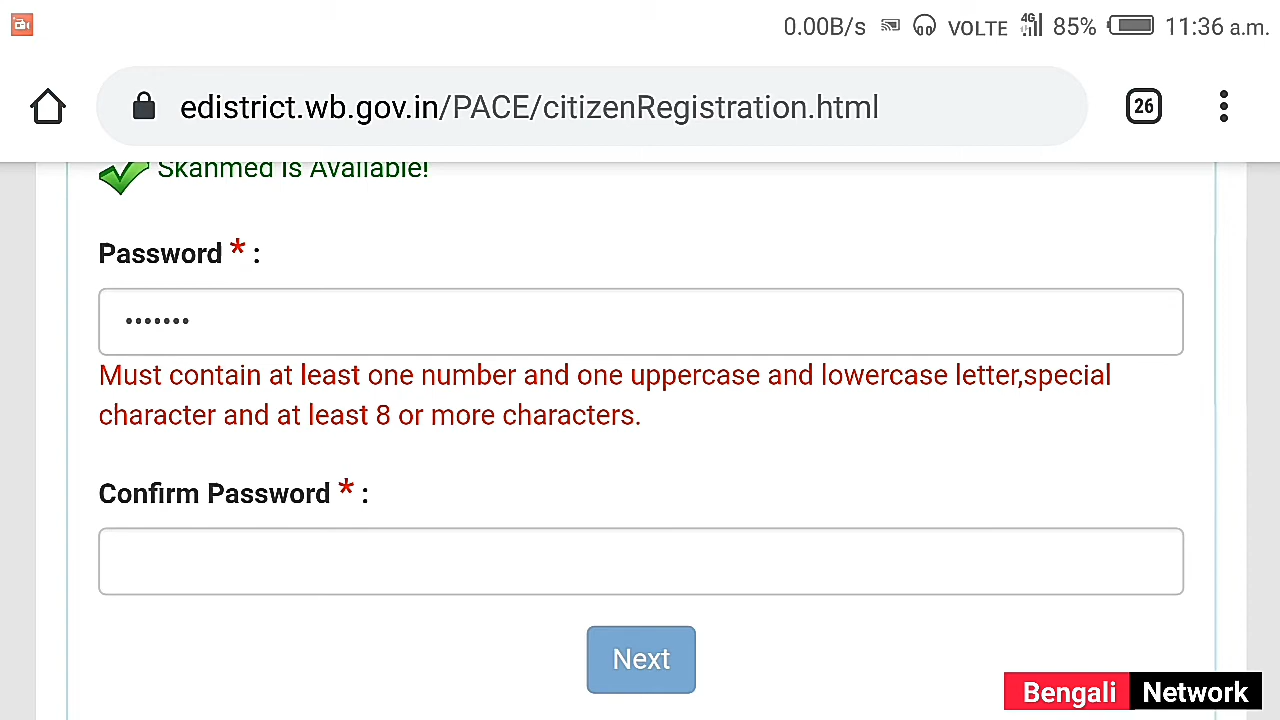 0.00B/s VOLTE 4G 85% 11:36 a.m.
edistrict.wb.gov.in/PACE/citizenRegistration.html 26
Skahmed Is Available!
Password * :
•••••••
Must contain at least one number and one uppercase and lowercase letter,special
character and at least 8 or more characters.
Confirm Password * :
Next
Bengali Network